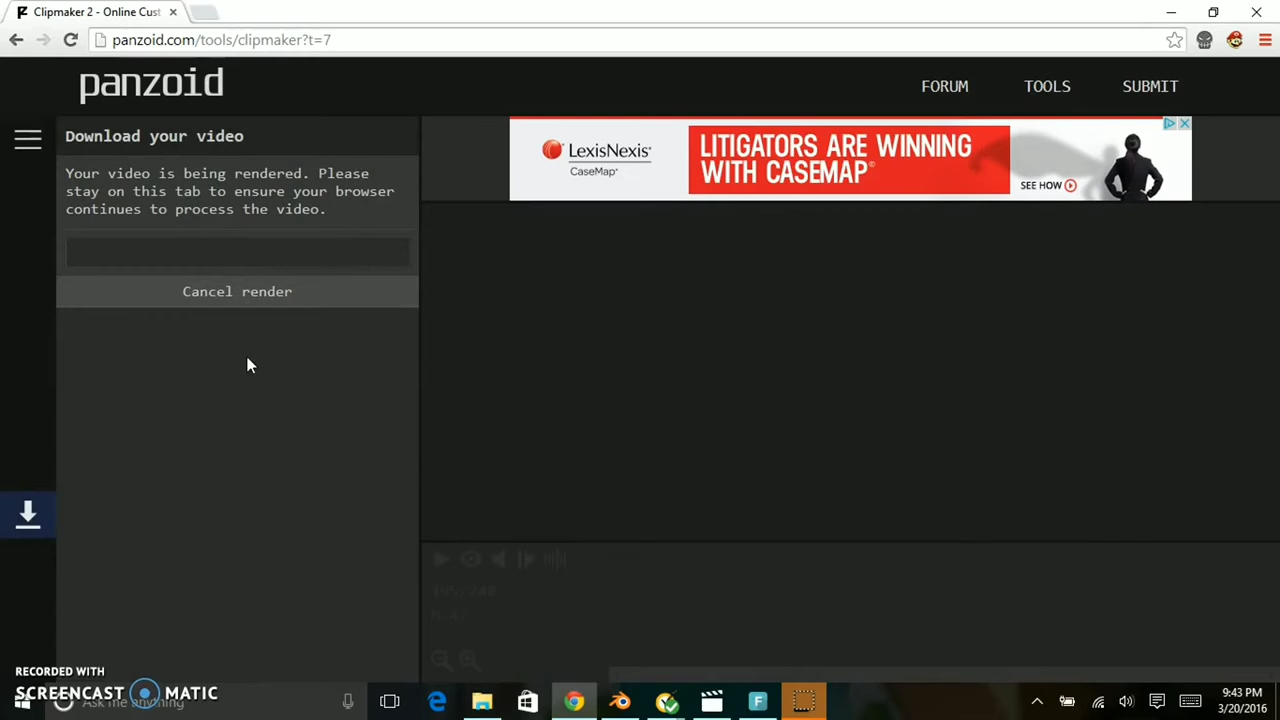 Clipmaker 2 - Online Cust
panzoid.com/tools/clipmaker?t=7
panzoid
FORUM
TOOLS
SUBMIT
Download your video
Your video is being rendered. Please
stay on this tab to ensure your browser
continues to process the video.
Cancel render
LexisNexis
CaseMap
LITIGATORS ARE WINNING
WITH CASEMAP
SEE HOW
RECORDED WITH
SCREENCAST MATIC
Ask me anything
9:43 PM
3/20/2016